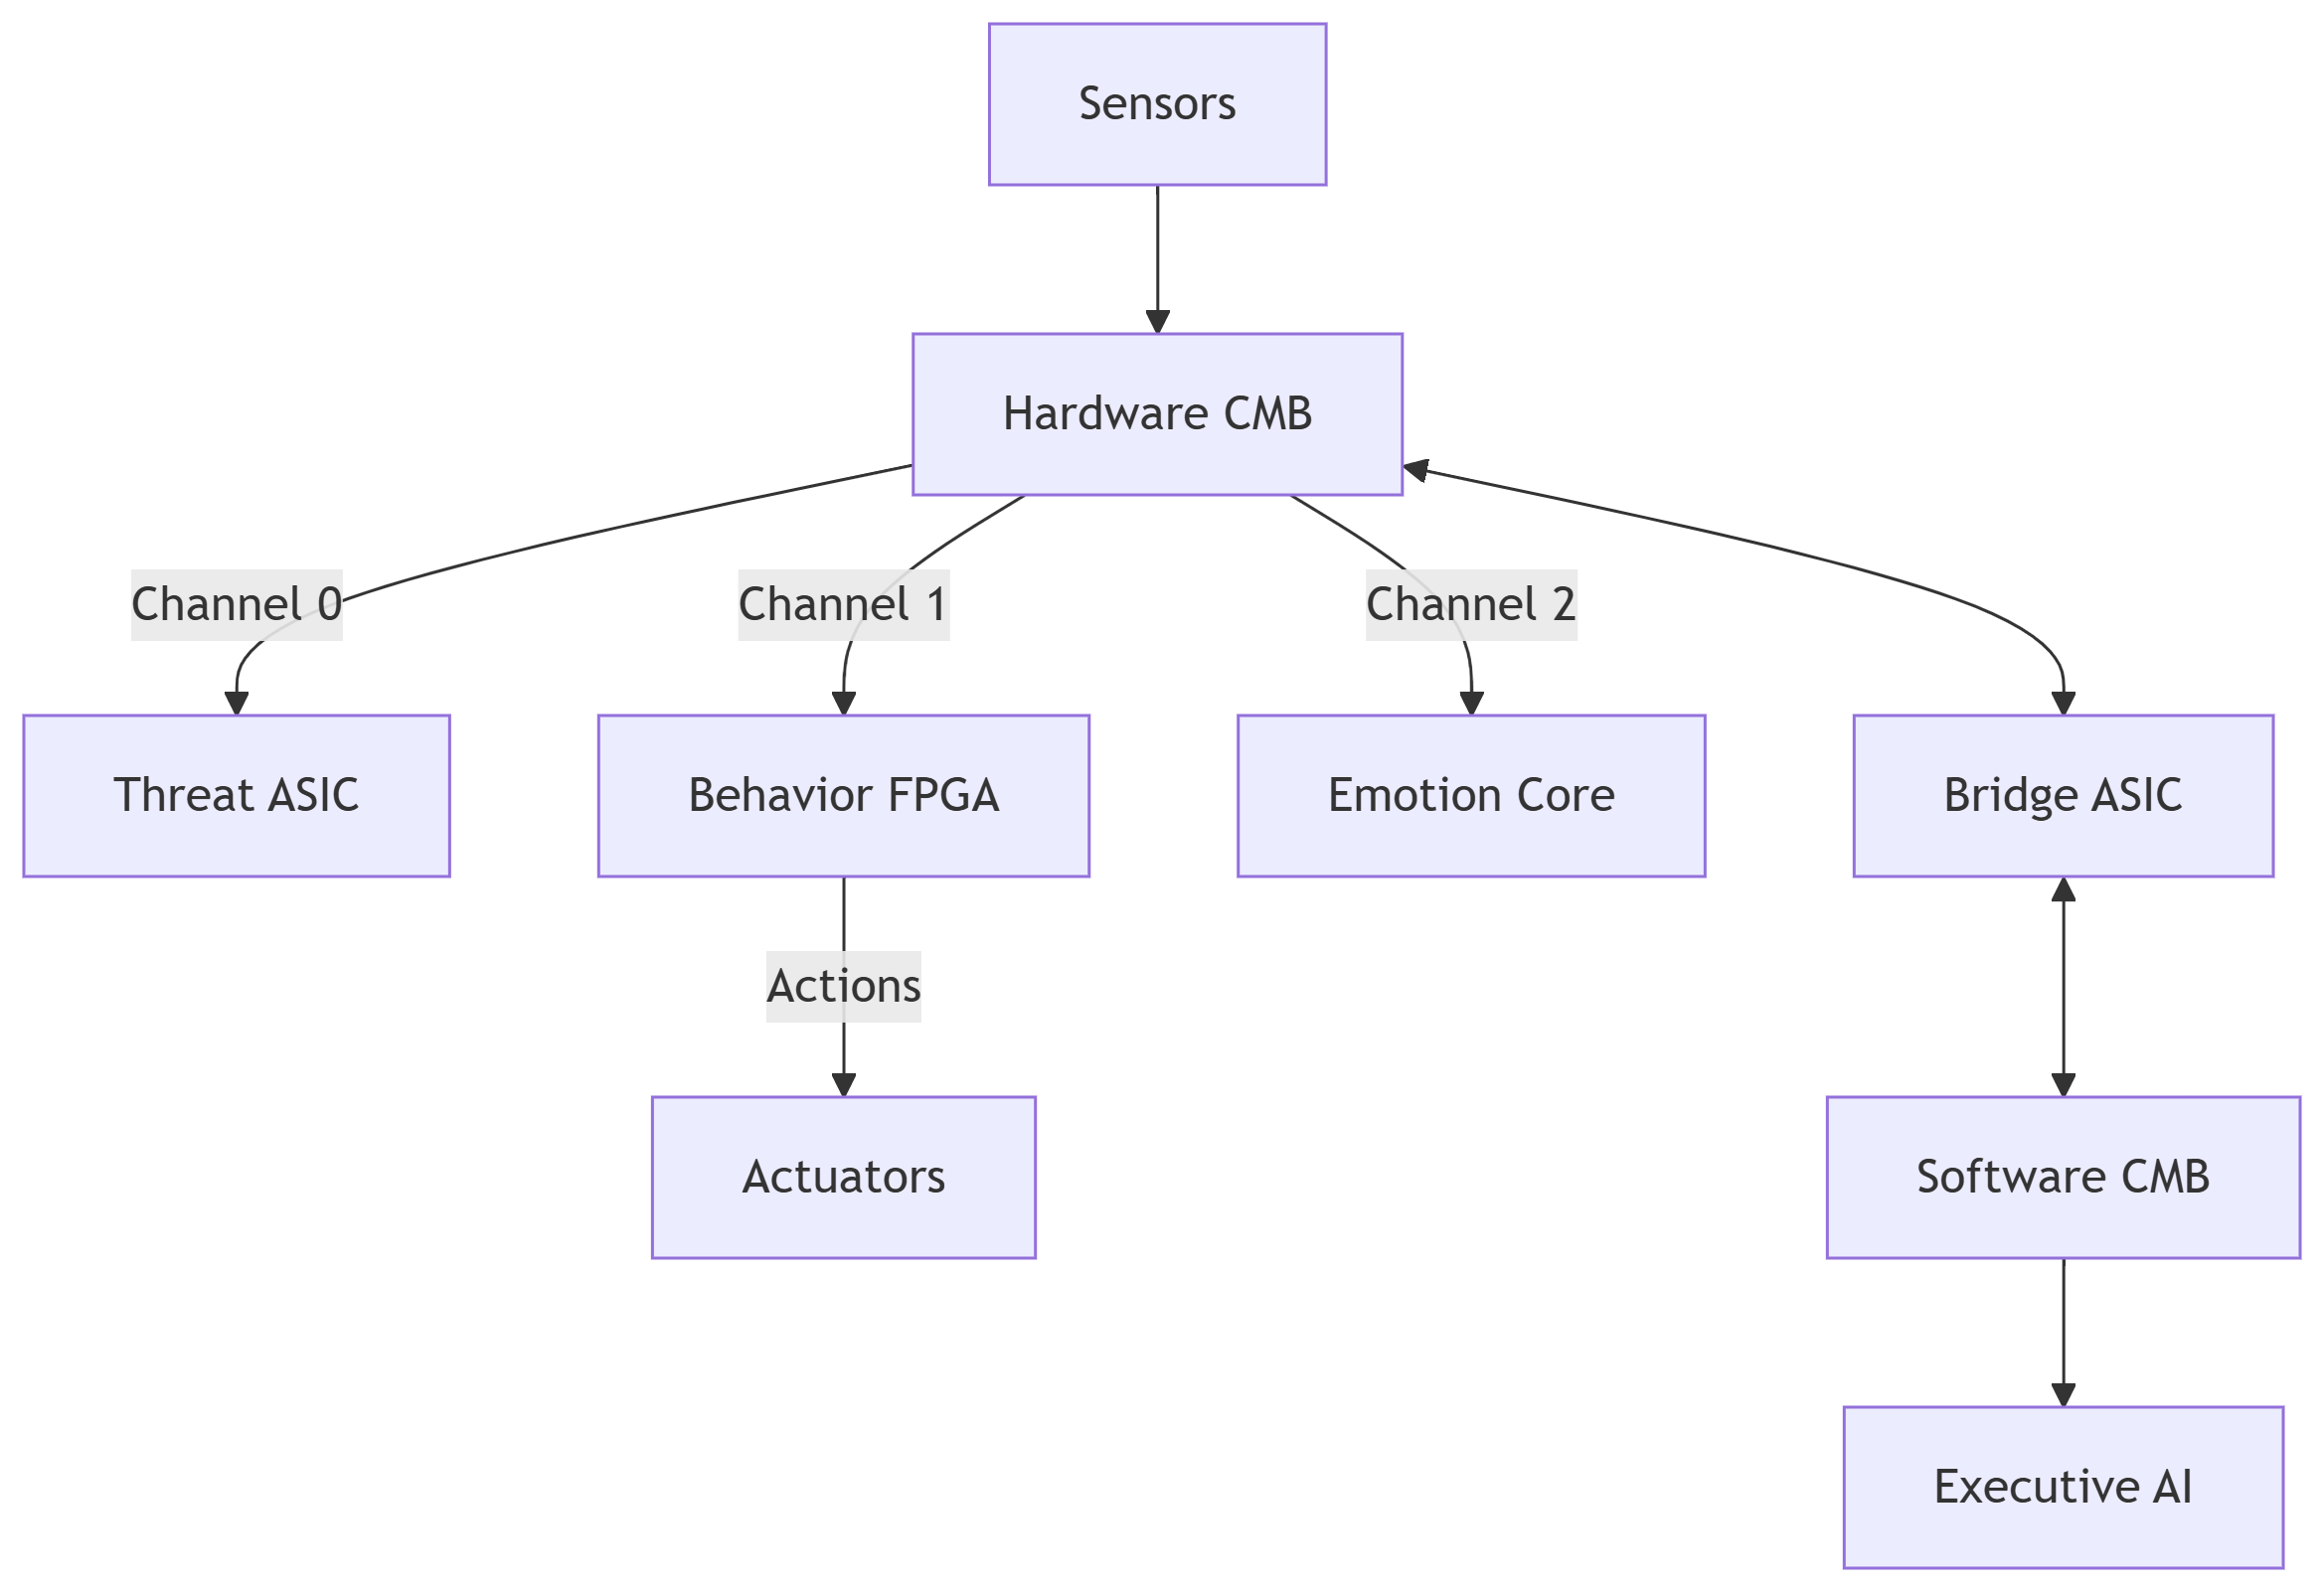 Sensors
Hardware CMB
Channel 0
Channel 1
Channel 2
Threat ASIC
Behavior FPGA
Emotion Core
Bridge ASIC
Actions
Actuators
Software CMB
Executive AI